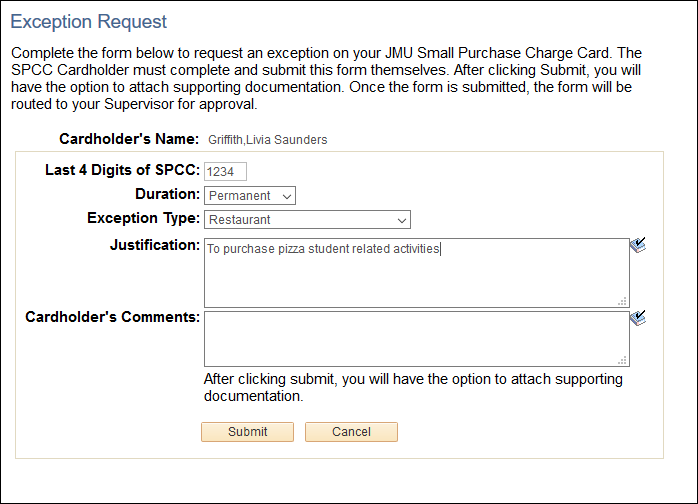 Exception Request
Complete the form below to request an exception on your JMU Small Purchase Charge Card. The
SPCC Cardholder must complete and submit this form themselves. After clicking Submit, you will
have the option to attach supporting documentation. Once the form is submitted, the form will be
routed to your Supervisor for approval.
Cardholder's Name: Griffith,Livia Saunders
Last 4 Digits of SPCC: 1234
Duration: Permanent
Exception Type: Restaurant
Justification: To purchase pizza student related activities
Cardholder's Comments:
After clicking submit, you will have the option to attach supporting
documentation.
Submit Cancel